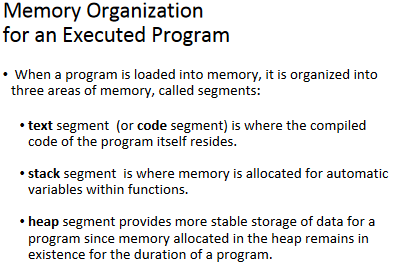 Memory Organization
for an Executed Program
• When a program is loaded into memory, it is organized into
three areas of memory, called segments:
• text segment (or code segment) is where the compiled
code of the program itself resides.
• stack segment is where memory is allocated for automatic
variables within functions.
• heap segment provides more stable storage of data for a
program since memory allocated in the heap remains in
existence for the duration of a program.